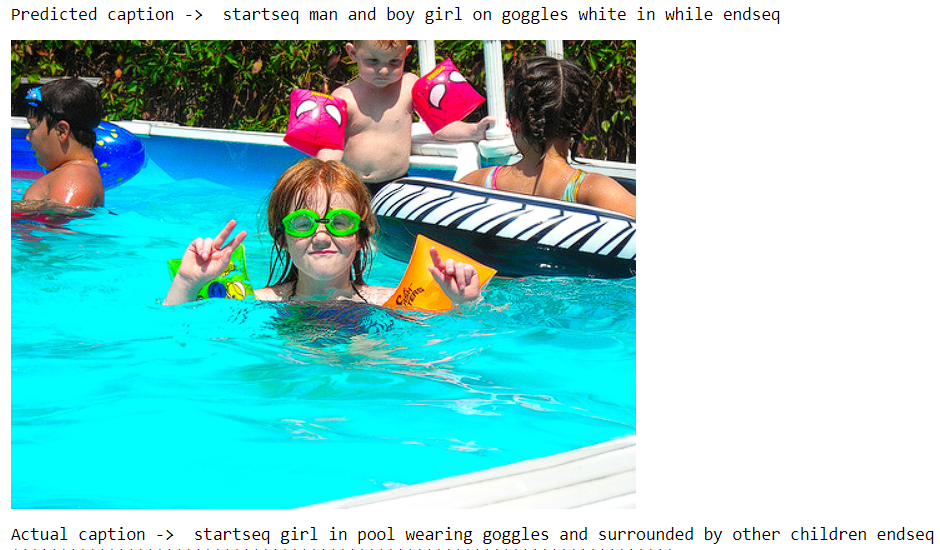 Predicted caption ->  startseq man and boy girl on goggles white in while endseq
Actual caption ->  startseq girl in pool wearing goggles and surrounded by other children endseq